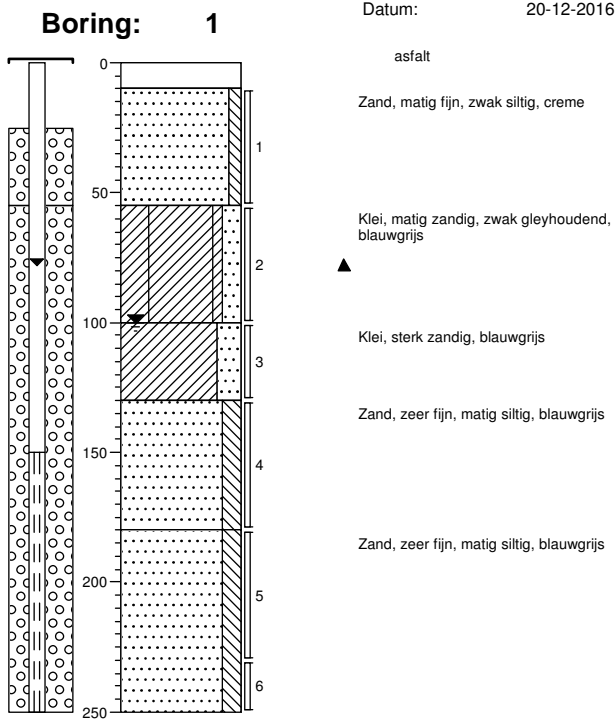 Boring: 1
Datum: 20-12-2016
0
asfalt
Zand, matig fijn, zwak siltig, creme
1
50
Klei, matig zandig, zwak gleyhoudend,
blauwgrijs
2
100
Klei, sterk zandig, blauwgrijs
3
Zand, zeer fijn, matig siltig, blauwgrijs
150
4
Zand, zeer fijn, matig siltig, blauwgrijs
200
5
6
250